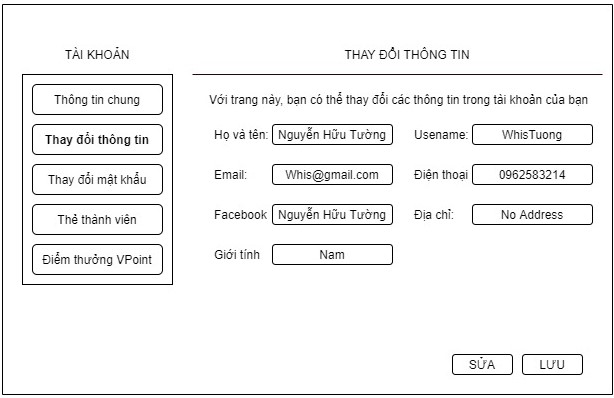 TÀI KHOẢN
Thông tin chung
Thay đổi thông tin
Thay đổi mật khẩu
Thẻ thành viên
Điểm thưởng VPoint
THAY ĐỔI THÔNG TIN
Với trang này, bạn có thể thay đổi các thông tin trong tài khoản của bạn
Họ và tên: Nguyễn Hữu Tường Usename: WhisTuong
Email: Whis@gmail.com Điện thoại 0962583214
Facebook Nguyễn Hữu Tường Địa chỉ: No Address
Giới tính Nam
SỬA LƯU